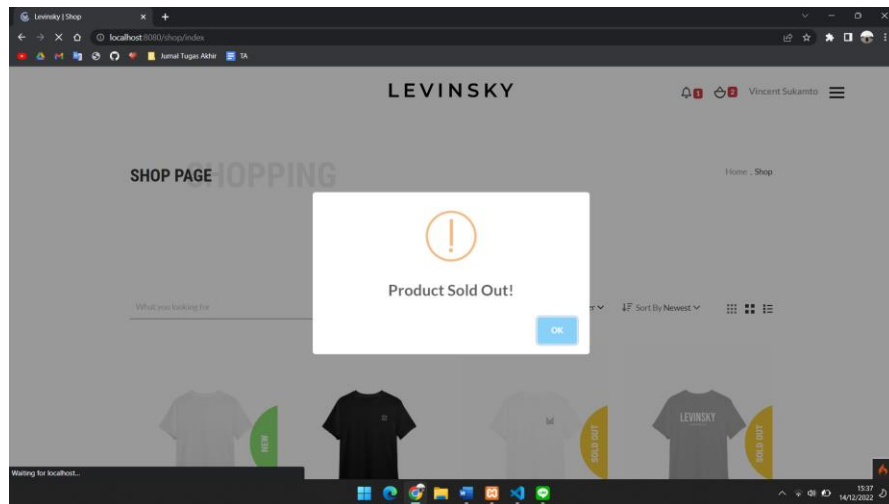 Levinsky | Shop
localhost:8080/shop/index
Jurnal Tugas Akhir
TA
LEVINSKY
1
2
Vincent Sukamto
SHOPPING
SHOP PAGE
Home . Shop
Product Sold Out!
OK
What you looking for
Sort By Newest
NEW
SOLD OUT
LEVINSKY
SOLD OUT
Waiting for localhost...
15:37
14/12/2022